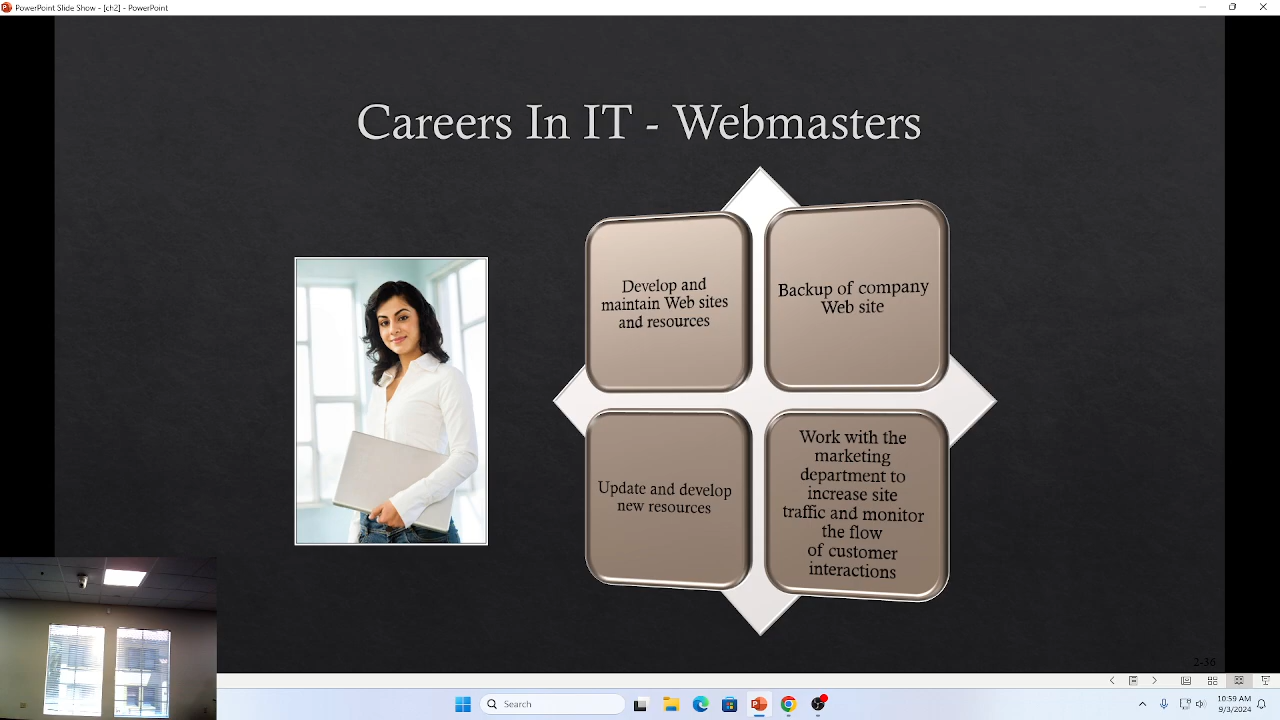 PowerPoint Slide Show - [ch2] - PowerPoint
Careers In IT - Webmasters
Develop and
maintain Web sites
and resources
Backup of company
Web site
Update and develop
new resources
Work with the
marketing
department to
increase site
traffic and monitor
the flow
of customer
interactions
2-36
Search
10:59 AM
9/3/2024